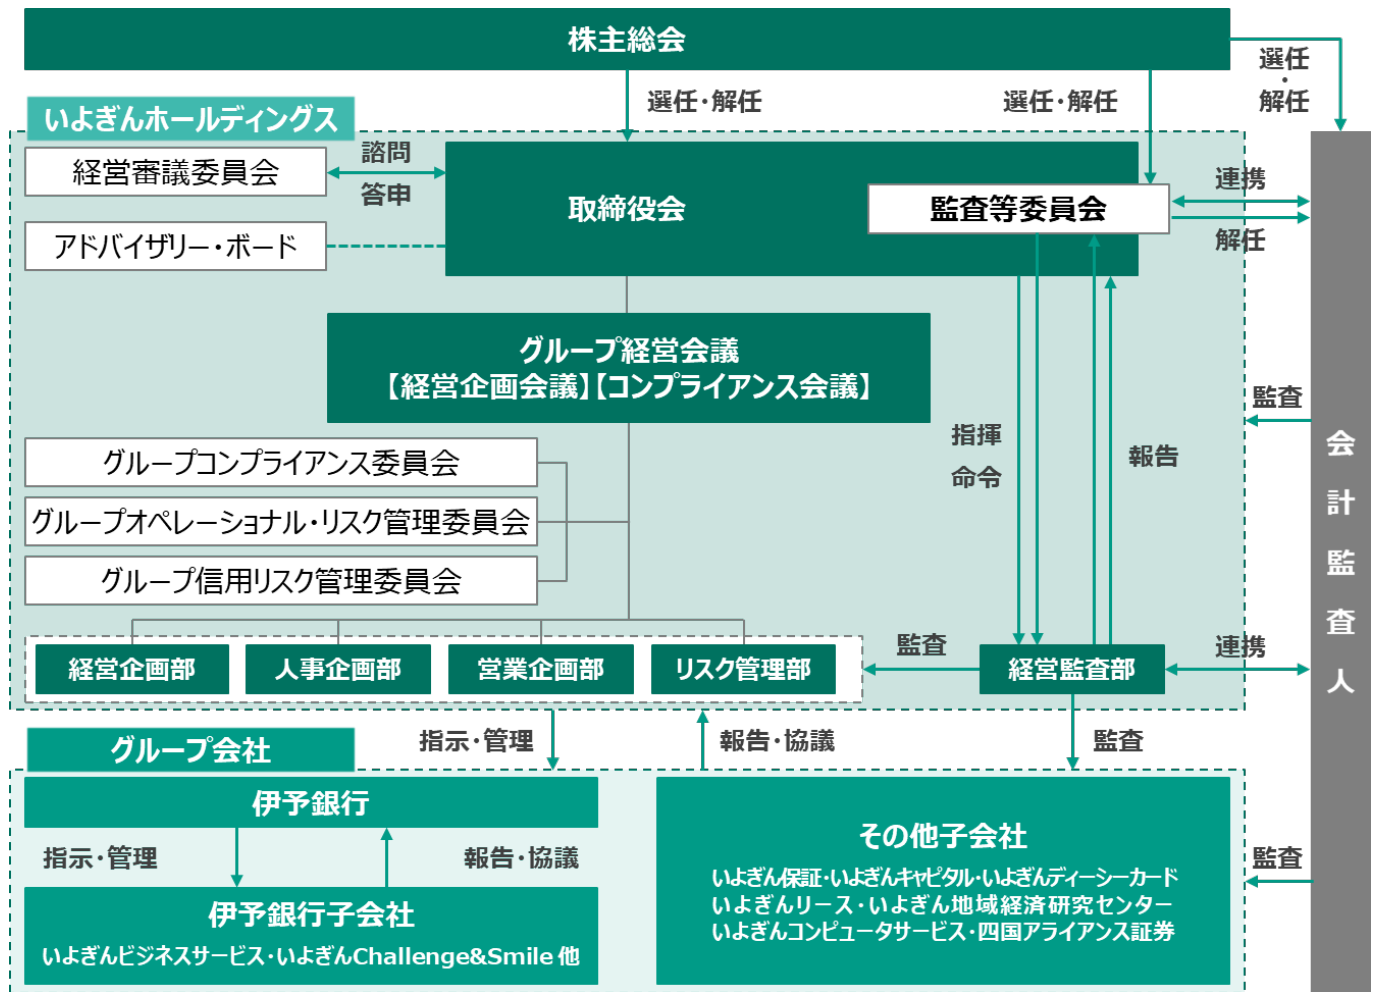 株主総会
選任・解任
選任・解任
選任
・
解任
いよぎんホールディングス
経営審議委員会
諮問
答申
アドバイザリー・ボード
取締役会
監査等委員会
連携
解任
グループ経営会議
【経営企画会議】【コンプライアンス会議】
指揮
命令
報告
監査
会計監査人
グループコンプライアンス委員会
グループオペレーショナル・リスク管理委員会
グループ信用リスク管理委員会
経営企画部
人事企画部
営業企画部
リスク管理部
監査
経営監査部
連携
指示・管理
報告・協議
監査
グループ会社
伊予銀行
指示・管理
報告・協議
伊予銀行子会社
いよぎんビジネスサービス・いよぎんChallenge&Smile 他
その他子会社
いよぎん保証・いよぎんキャピタル・いよぎんディーシーカード
いよぎんリース・いよぎん地域経済研究センター
いよぎんコンピュータサービス・四国アライアンス証券
監査